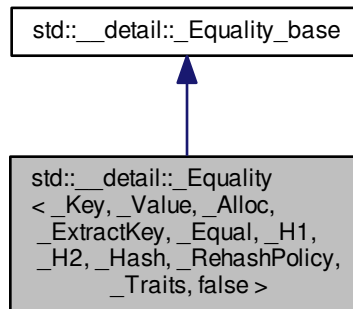 std::__detail::_Equality_base
std::__detail::_Equality
< _Key, _Value, _Alloc,
_ExtractKey, _Equal, _H1,
_H2, _Hash, _RehashPolicy,
_Traits, false >